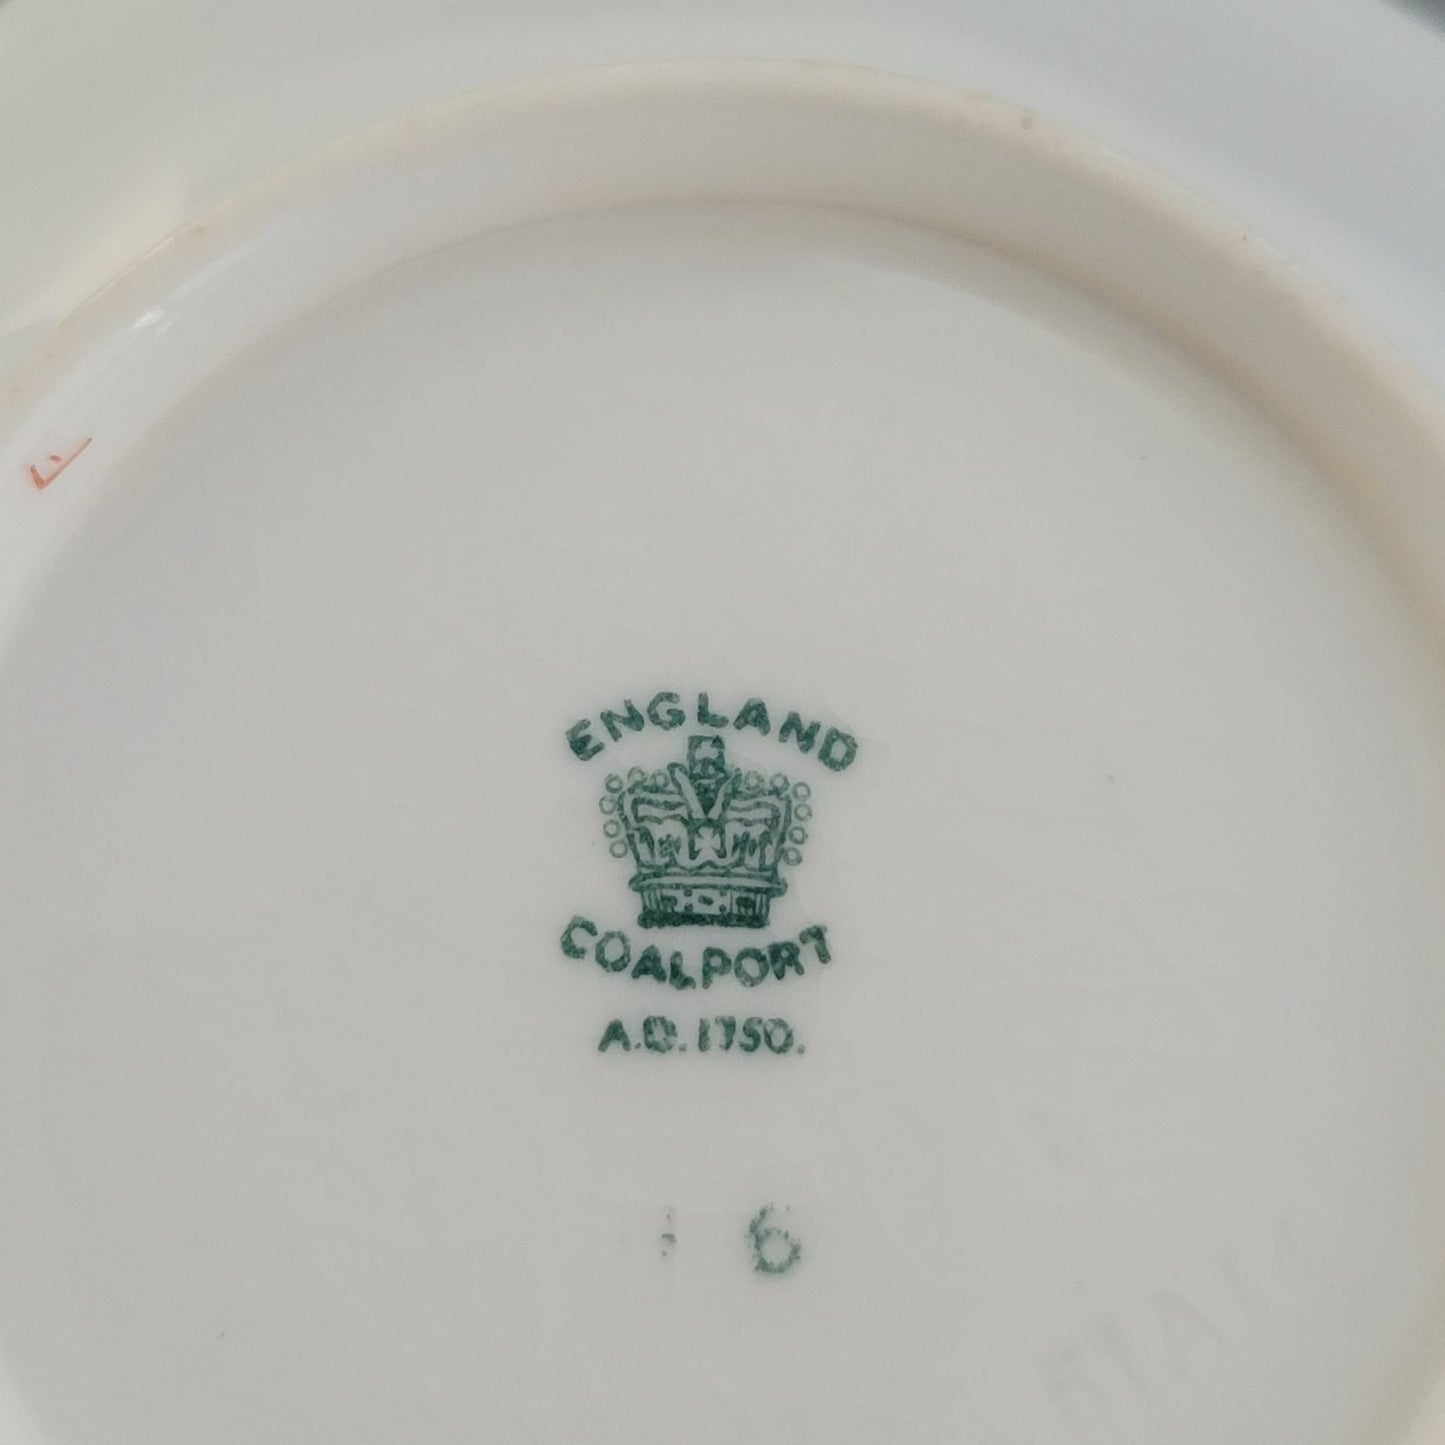 ENGLAND
COALPORT
A.D. 1750.
6